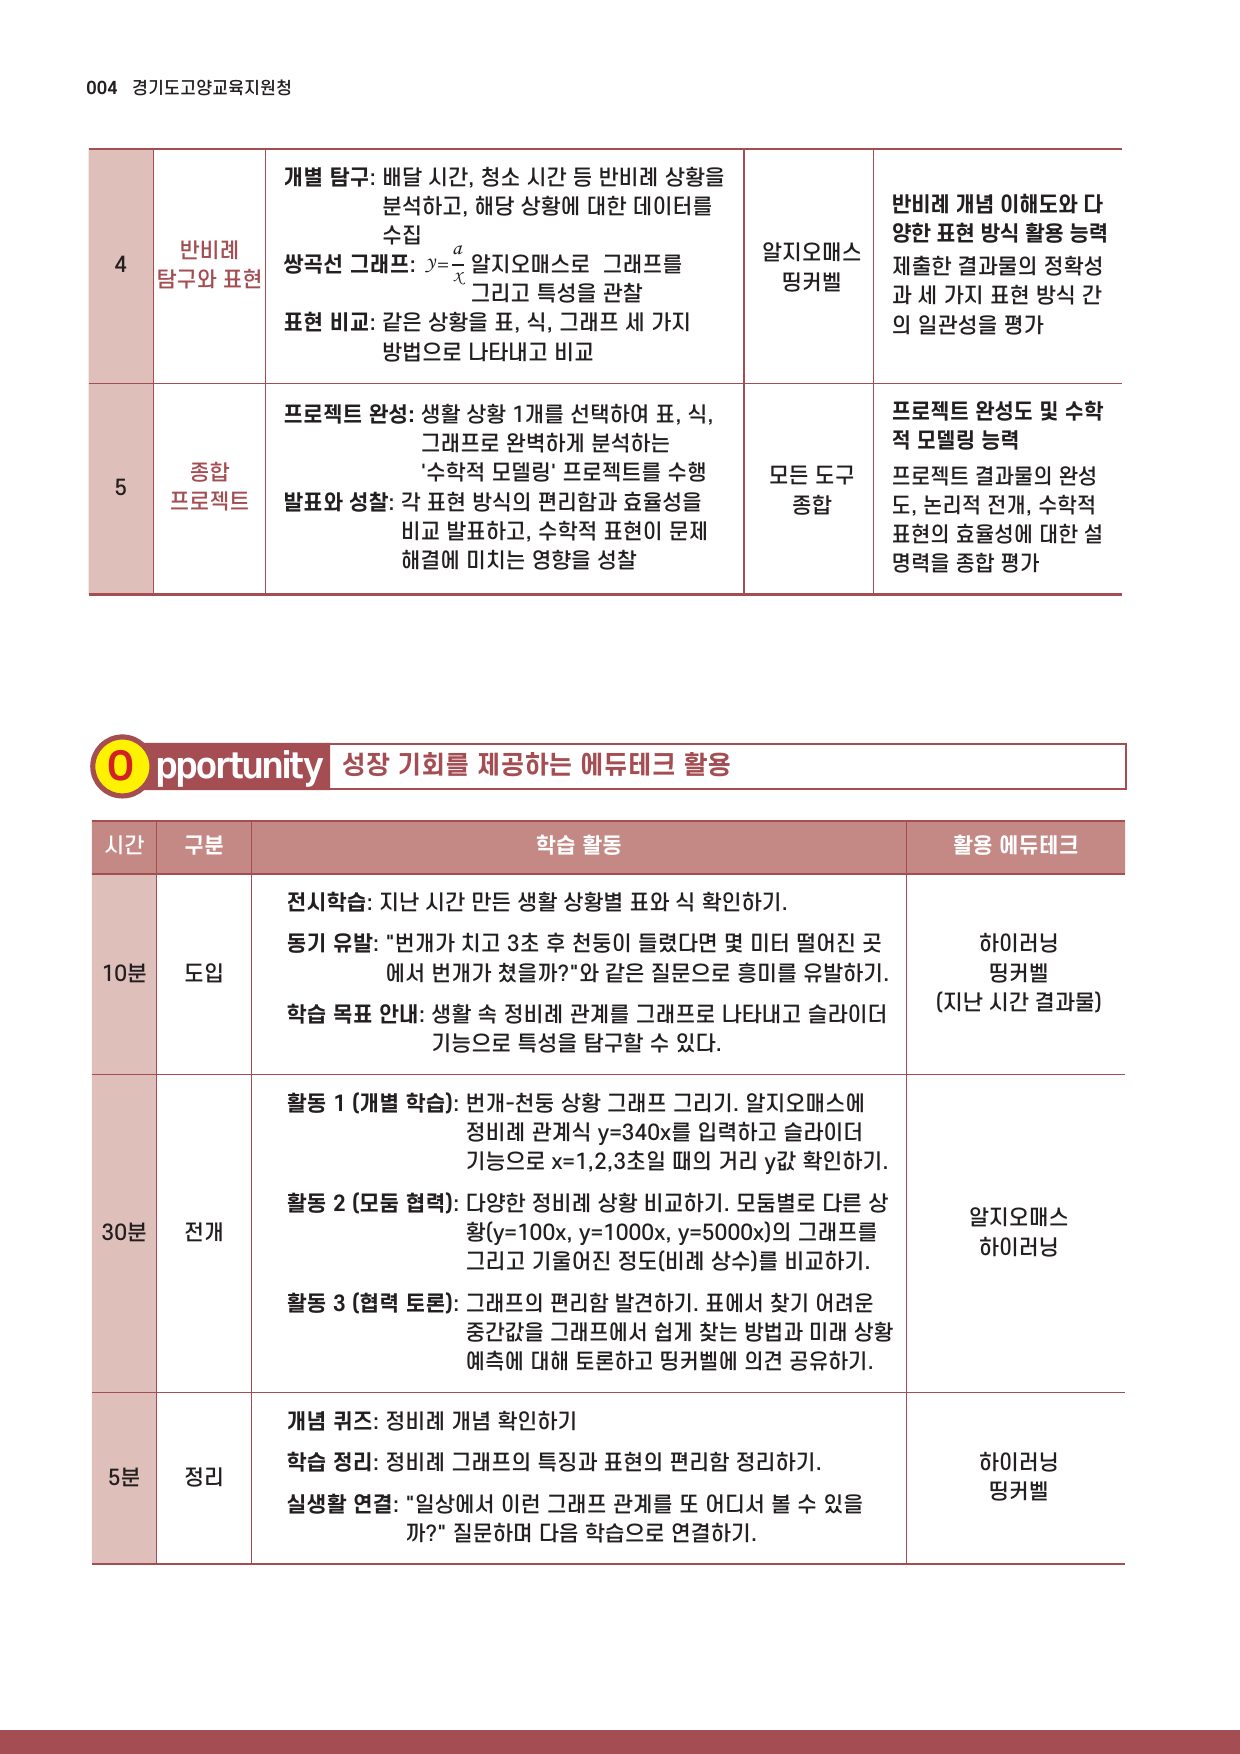 004 경기도고양교육지원청
4
반비례
탐구와 표현
개별 탐구: 배달 시간, 청소 시간 등 반비례 상황을
분석하고, 해당 상황에 대한 데이터를
수집
쌍곡선 그래프: y=a/x 알지오매스로 그래프를
그리고 특성을 관찰
표현 비교: 같은 상황을 표, 식, 그래프 세 가지
방법으로 나타내고 비교
알지오매스
띵커벨
반비례 개념 이해도와 다
양한 표현 방식 활용 능력
제출한 결과물의 정확성
과 세 가지 표현 방식 간
의 일관성을 평가
5
종합
프로젝트
프로젝트 완성: 생활 상황 1개를 선택하여 표, 식,
그래프로 완벽하게 분석하는
'수학적 모델링' 프로젝트를 수행
발표와 성찰: 각 표현 방식의 편리함과 효율성을
비교 발표하고, 수학적 표현이 문제
해결에 미치는 영향을 성찰
모든 도구
종합
프로젝트 완성도 및 수학
적 모델링 능력
프로젝트 결과물의 완성
도, 논리적 전개, 수학적
표현의 효율성에 대한 설
명력을 종합 평가
Opportunity 성장 기회를 제공하는 에듀테크 활용
시간 구분 학습 활동 활용 에듀테크
10분
도입
전시학습: 지난 시간 만든 생활 상황별 표와 식 확인하기.
동기 유발: "번개가 치고 3초 후 천둥이 들렸다면 몇 미터 떨어진 곳
에서 번개가 쳤을까?"와 같은 질문으로 흥미를 유발하기.
학습 목표 안내: 생활 속 정비례 관계를 그래프로 나타내고 슬라이더
기능으로 특성을 탐구할 수 있다.
하이러닝
띵커벨
(지난 시간 결과물)
30분
전개
활동 1 (개별 학습): 번개-천둥 상황 그래프 그리기. 알지오매스에
정비례 관계식 y=340x를 입력하고 슬라이더
기능으로 x=1,2,3초일 때의 거리 y값 확인하기.
활동 2 (모둠 협력): 다양한 정비례 상황 비교하기. 모둠별로 다른 상
황(y=100x, y=1000x, y=5000x)의 그래프를
그리고 기울어진 정도(비례 상수)를 비교하기.
활동 3 (협력 토론): 그래프의 편리함 발견하기. 표에서 찾기 어려운
중간값을 그래프에서 쉽게 찾는 방법과 미래 상황
예측에 대해 토론하고 띵커벨에 의견 공유하기.
알지오매스
하이러닝
5분
정리
개념 퀴즈: 정비례 개념 확인하기
학습 정리: 정비례 그래프의 특징과 표현의 편리함 정리하기.
실생활 연결: "일상에서 이런 그래프 관계를 또 어디서 볼 수 있을
까?" 질문하며 다음 학습으로 연결하기.
하이러닝
띵커벨